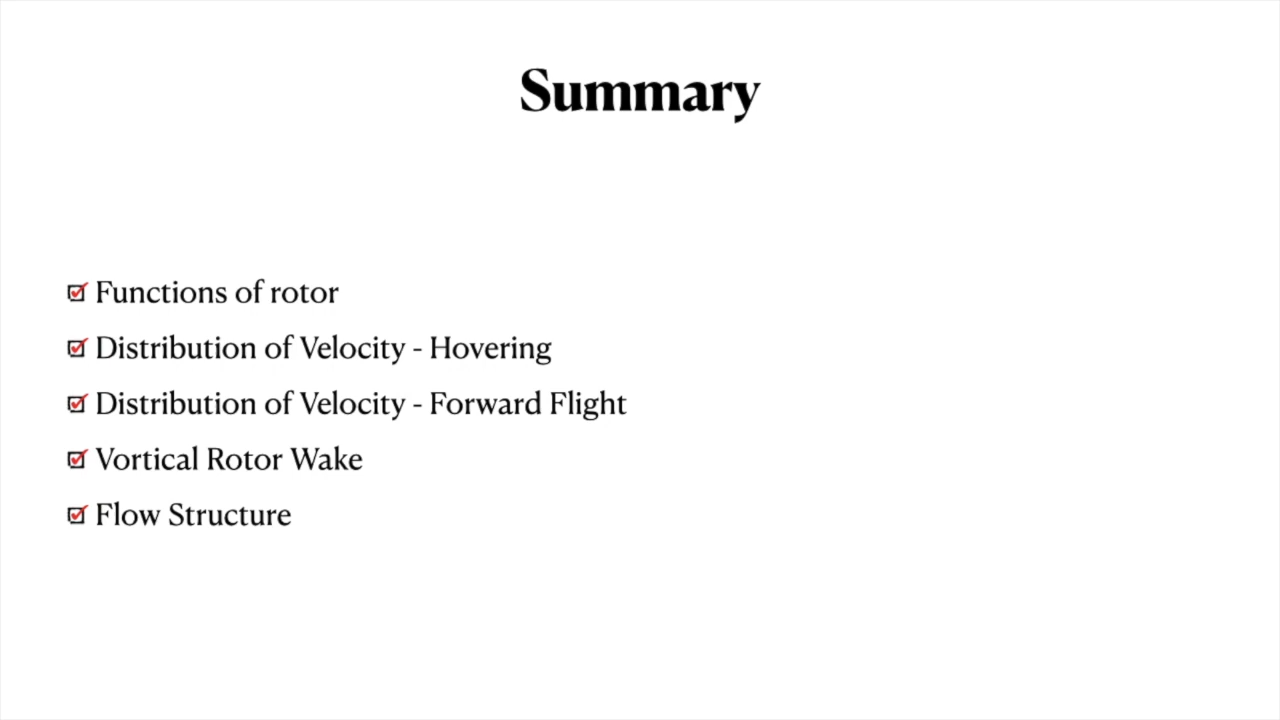 Summary
Functions of rotor
Distribution of Velocity - Hovering
Distribution of Velocity - Forward Flight
Vortical Rotor Wake
Flow Structure